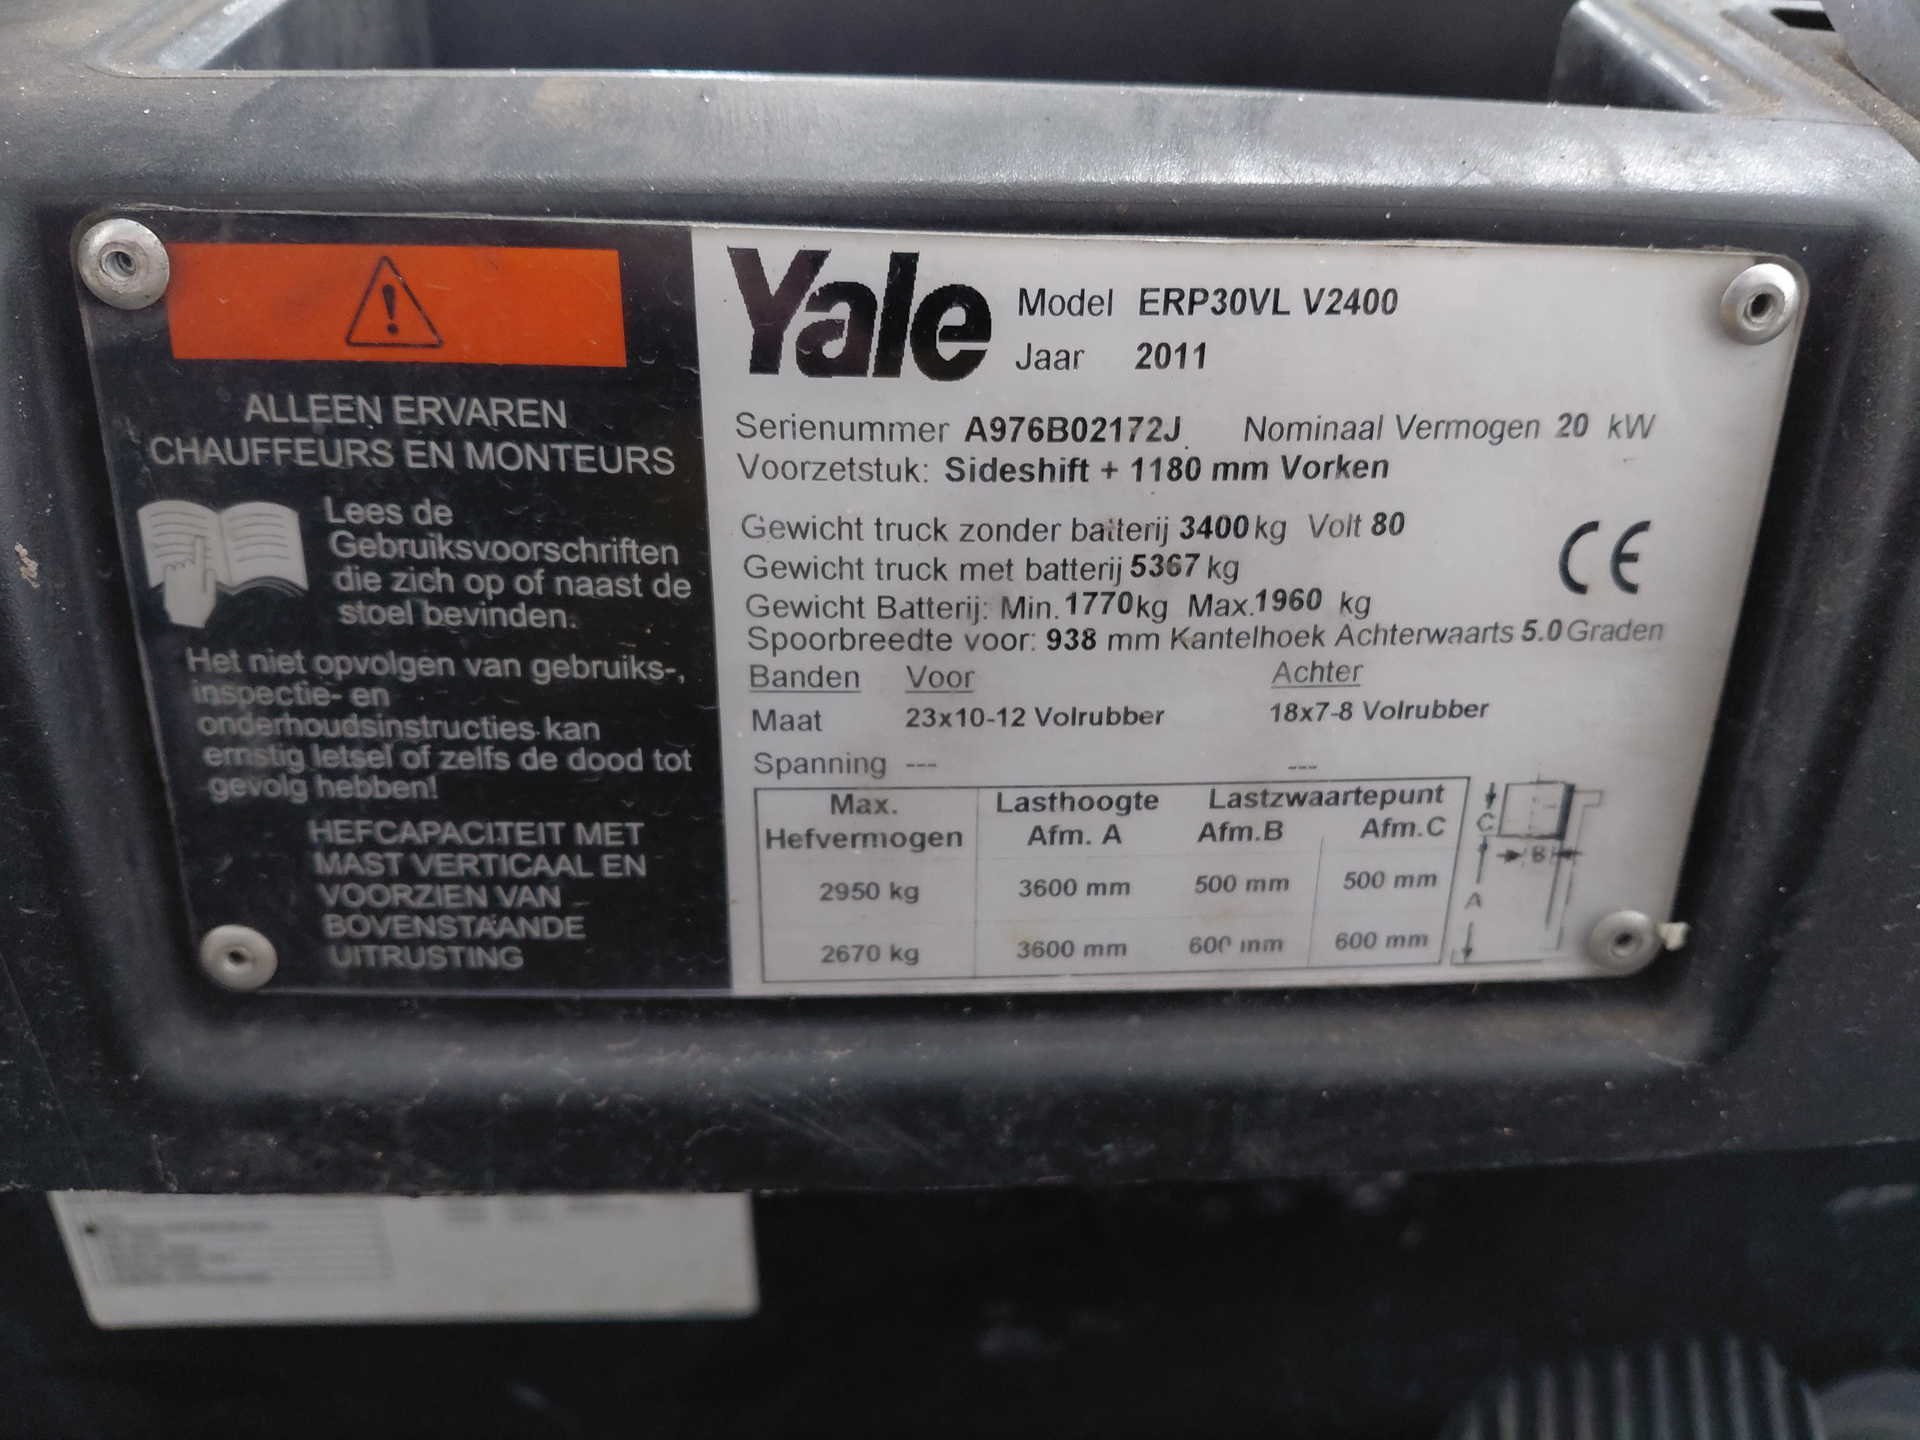 ALLEEN ERVAREN
CHAUFFEURS EN MONTEURS
Lees de
Gebruiksvoorschriften
die zich op of naast de
stoel bevinden.
Het niet opvolgen van gebruiks-,
inspectie- en
onderhoudsinstructies kan
ernstig letsel of zelfs de dood tot
gevolg hebben!
HEFCAPACITEIT MET
MAST VERTICAAL EN
VOORZIEN VAN
BOVENSTAANDE
UITRUSTING
Yale
Model ERP30VL V2400
Jaar 2011
Serienummer A976B02172J Nominaal Vermogen 20 kW
Voorzetstuk: Sideshift + 1180 mm Vorken
Gewicht truck zonder batterij 3400 kg Volt 80
Gewicht truck met batterij 5367 kg
Gewicht Batterij: Min. 1770 kg Max. 1960 kg
CE
Spoorbreedte voor: 938 mm Kantelhoek Achterwaarts 5.0 Graden
Banden Voor Achter
Maat 23x10-12 Volrubber 18x7-8 Volrubber
Spanning --- ---
Max. Lasthoogte Lastzwaartepunt
Hefvermogen Afm. A Afm.B Afm.C
2950 kg 3600 mm 500 mm 500 mm
2670 kg 3600 mm 600 mm 600 mm
C
B
A